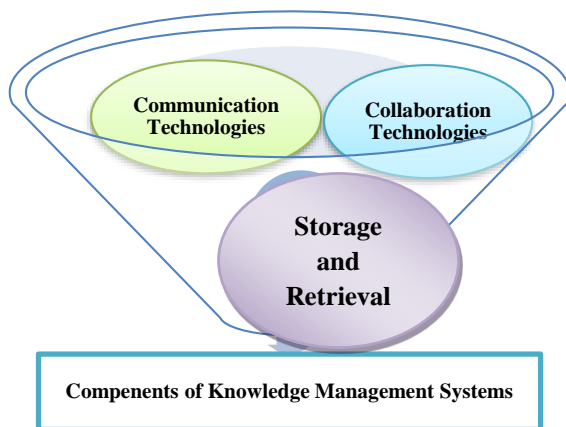 Communication
Technologies
Collaboration
Technologies
Storage
and
Retrieval
Compenents of Knowledge Management Systems